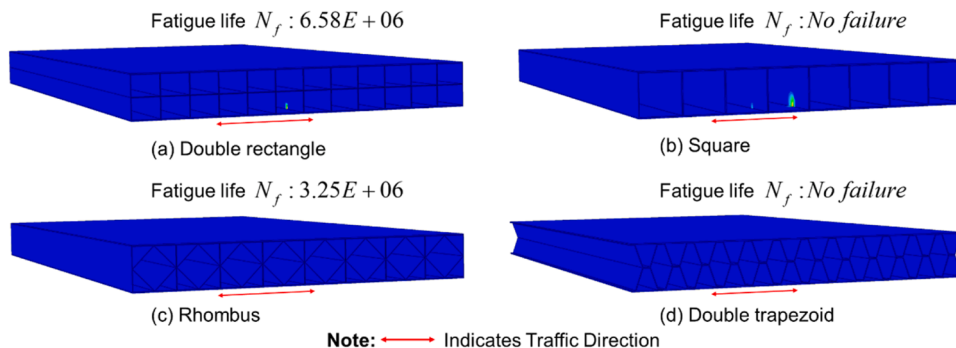 Fatigue life N_f : 6.58E + 06
Fatigue life N_f : No failure
(a) Double rectangle
(b) Square
Fatigue life N_f : 3.25E + 06
Fatigue life N_f : No failure
(c) Rhombus
(d) Double trapezoid
Note: Indicates Traffic Direction